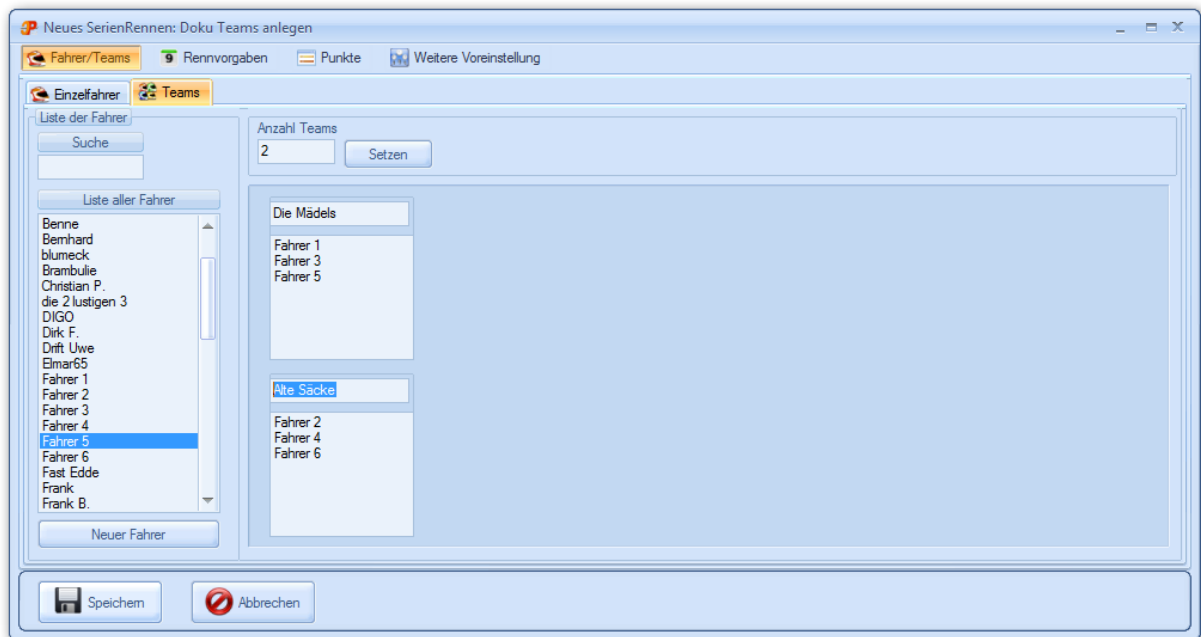 Neues SerienRennen: Doku Teams anlegen
Fahrer/Teams
9 Rennvorgaben
Punkte
Weitere Voreinstellung
Einzelfahrer
Teams
Liste der Fahrer
Suche
Liste aller Fahrer
Benne
Bernhard
blumeck
Brambulie
Christian P.
die 2 lustigen 3
DIGO
Dirk F.
Drift Uwe
Elmar65
Fahrer 1
Fahrer 2
Fahrer 3
Fahrer 4
Fahrer 5
Fahrer 6
Fast Edde
Frank
Frank B.
Neuer Fahrer
Anzahl Teams
2
Setzen
Die Mädels
Fahrer 1
Fahrer 3
Fahrer 5
Alte Säcke
Fahrer 2
Fahrer 4
Fahrer 6
Speichern
Abbrechen